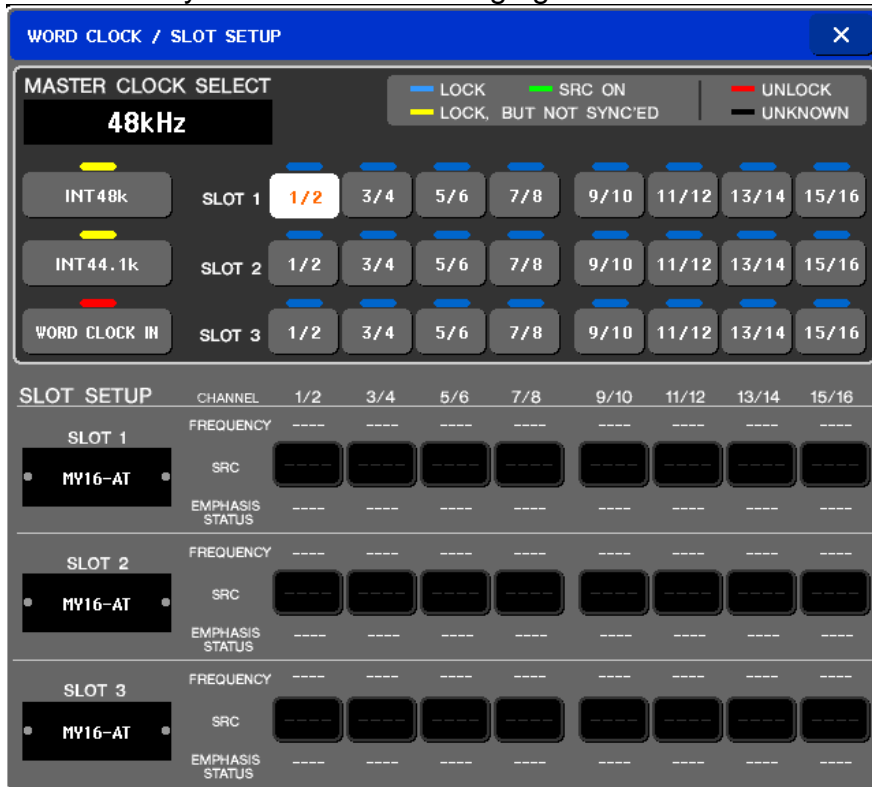 WORD CLOCK / SLOT SETUP
MASTER CLOCK SELECT
48kHz
LOCK SRC ON UNLOCK
LOCK, BUT NOT SYNC'ED UNKNOWN
INT48k SLOT 1 1/2 3/4 5/6 7/8 9/10 11/12 13/14 15/16
INT44.1k SLOT 2 1/2 3/4 5/6 7/8 9/10 11/12 13/14 15/16
WORD CLOCK IN SLOT 3 1/2 3/4 5/6 7/8 9/10 11/12 13/14 15/16
SLOT SETUP CHANNEL 1/2 3/4 5/6 7/8 9/10 11/12 13/14 15/16
FREQUENCY ---- ---- ---- ---- ---- ---- ---- ----
SLOT 1
MY16-AT SRC ---- ---- ---- ---- ---- ---- ---- ----
EMPHASIS
STATUS ---- ---- ---- ---- ---- ---- ---- ----
FREQUENCY ---- ---- ---- ---- ---- ---- ---- ----
SLOT 2
MY16-AT SRC ---- ---- ---- ---- ---- ---- ---- ----
EMPHASIS
STATUS ---- ---- ---- ---- ---- ---- ---- ----
FREQUENCY ---- ---- ---- ---- ---- ---- ---- ----
SLOT 3
MY16-AT SRC ---- ---- ---- ---- ---- ---- ---- ----
EMPHASIS
STATUS ---- ---- ---- ---- ---- ---- ---- ----